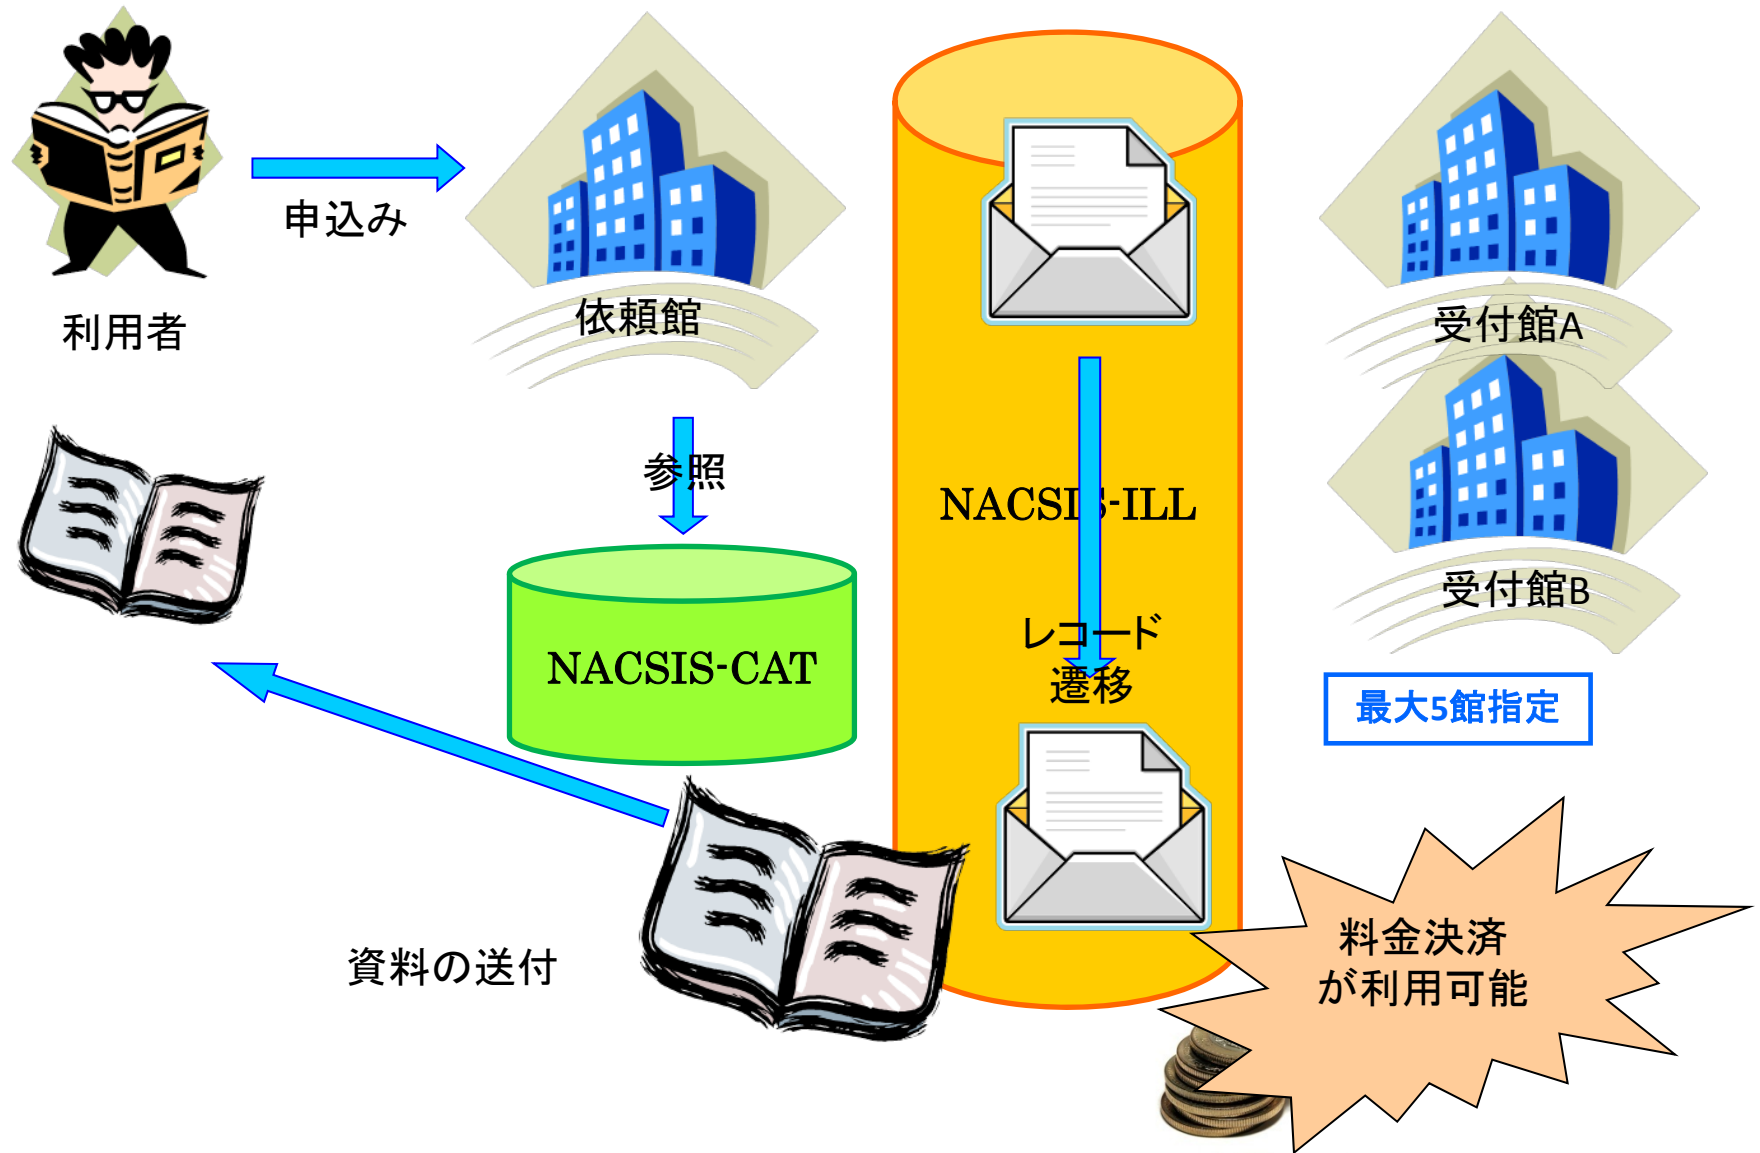 申込み
利用者
依頼館
受付館A
参照
NACSIS-ILL
受付館B
レコード
遷移
NACSIS-CAT
最大5館指定
資料の送付
料金決済
が利用可能